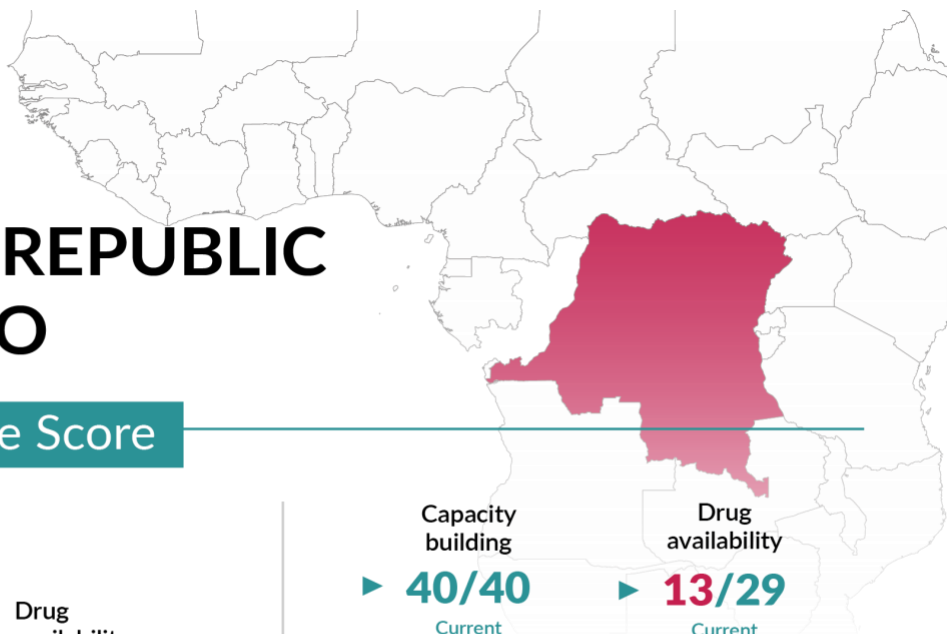 REPUBLIC
O
e Score
Capacity
building
40/40
Current
Drug
availability
13/29
Current
Drug